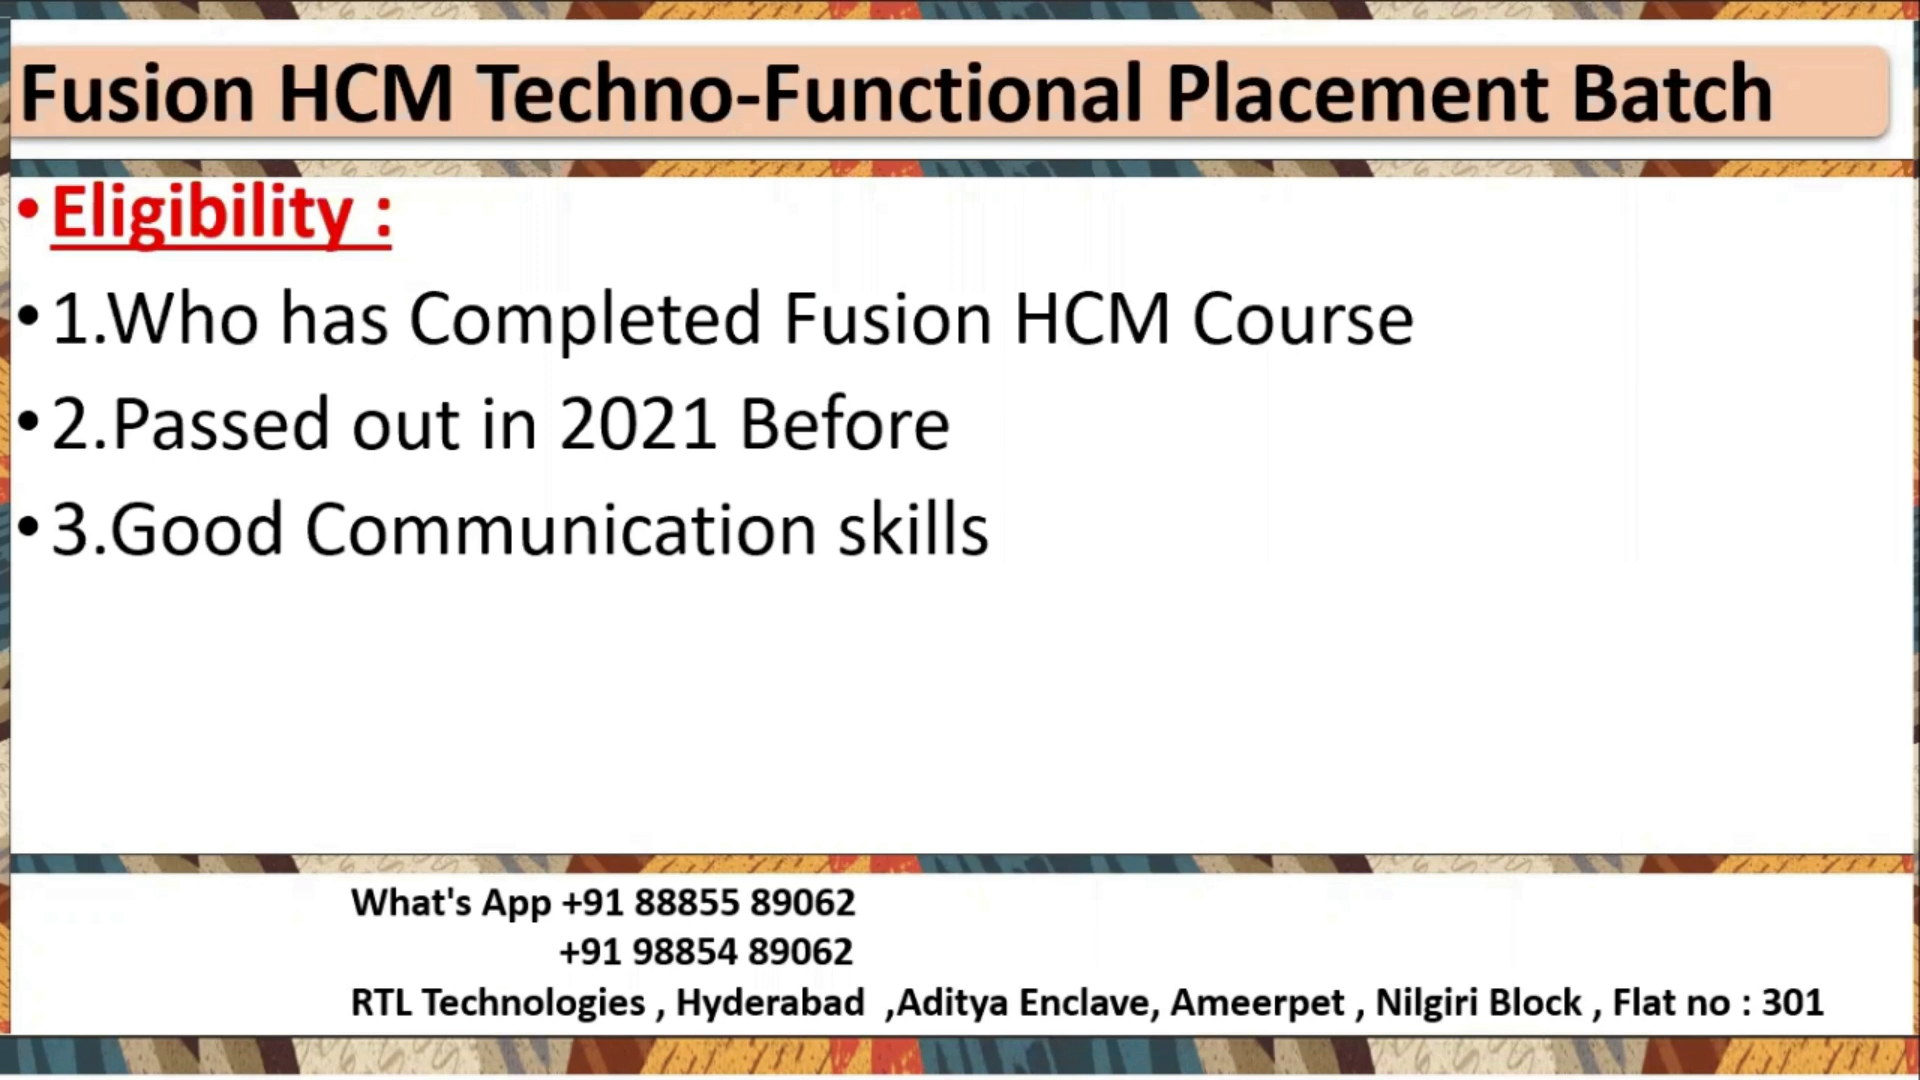 Fusion HCM Techno-Functional Placement Batch
• Eligibility :
• 1.Who has Completed Fusion HCM Course
• 2.Passed out in 2021 Before
• 3.Good Communication skills
What's App +91 88855 89062
+91 98854 89062
RTL Technologies , Hyderabad ,Aditya Enclave, Ameerpet , Nilgiri Block , Flat no : 301